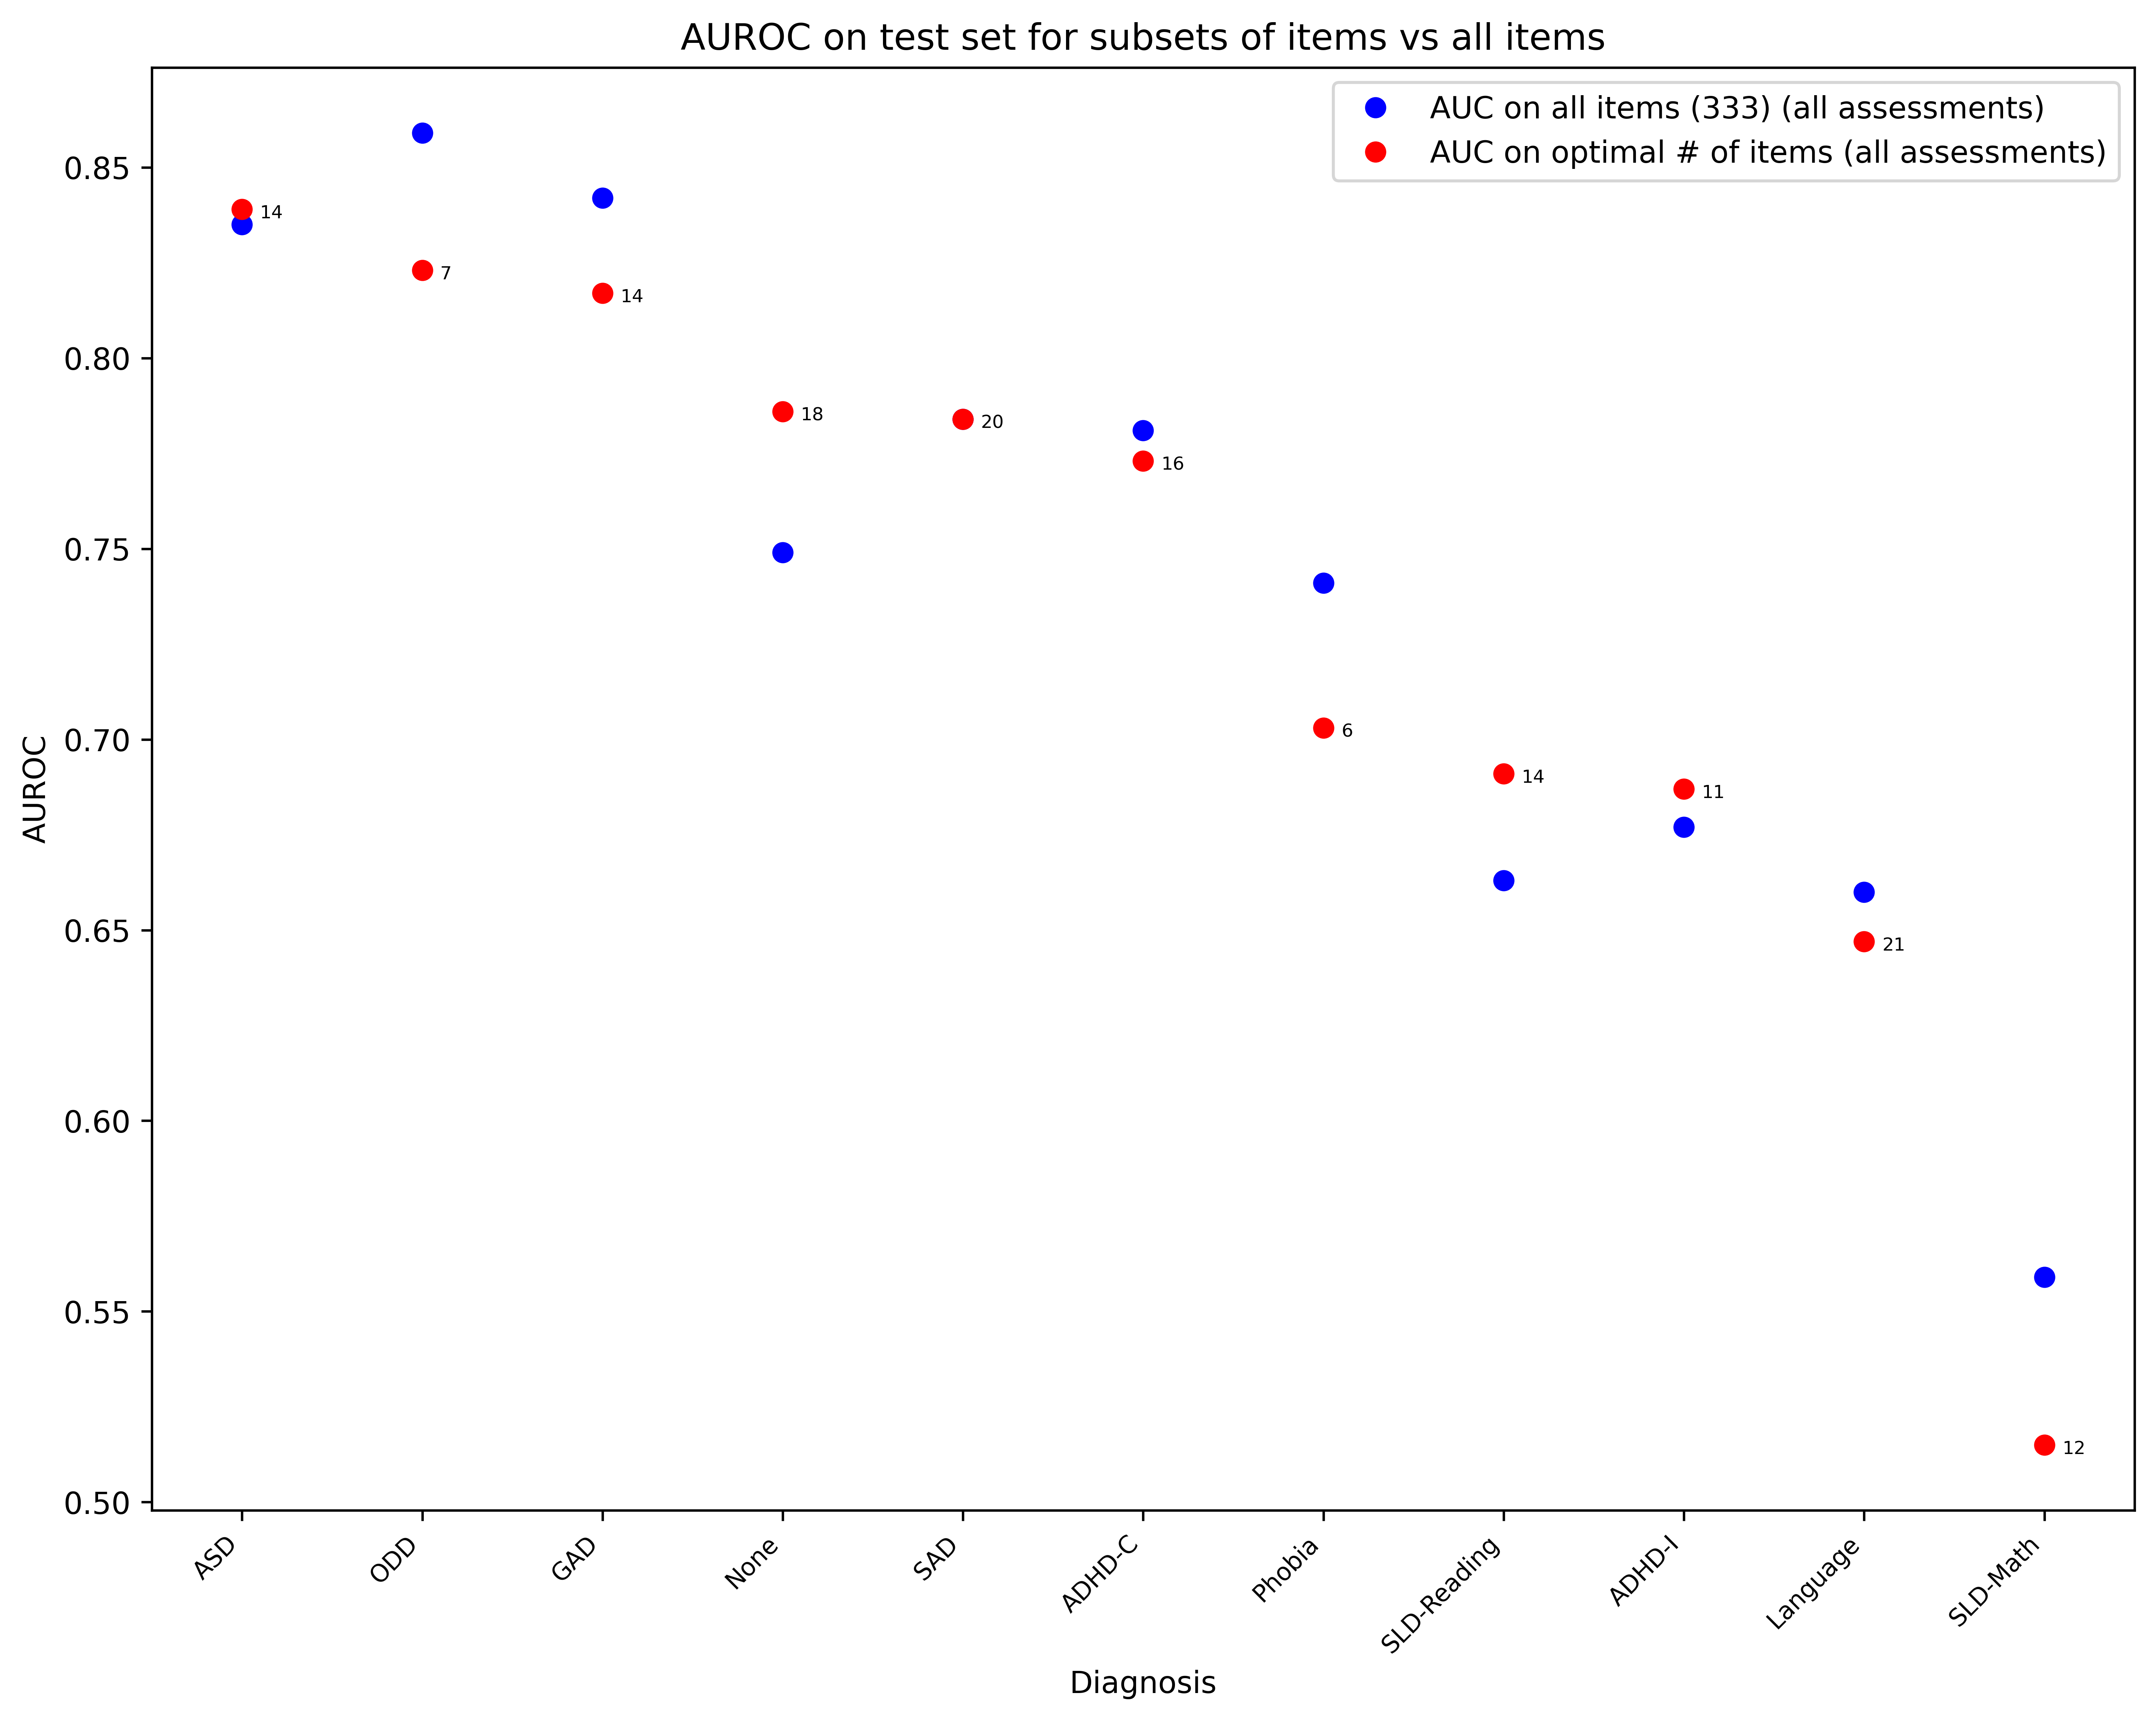 AUROC on test set for subsets of items vs all items
AUC on all items (333) (all assessments)
AUC on optimal # of items (all assessments)
AUROC
0.85
0.80
0.75
0.70
0.65
0.60
0.55
0.50
14
7
14
18
20
16
6
14
11
21
12
ASD
ODD
GAD
None
SAD
ADHD-C
Phobia
SLD-Reading
ADHD-I
Language
SLD-Math
Diagnosis